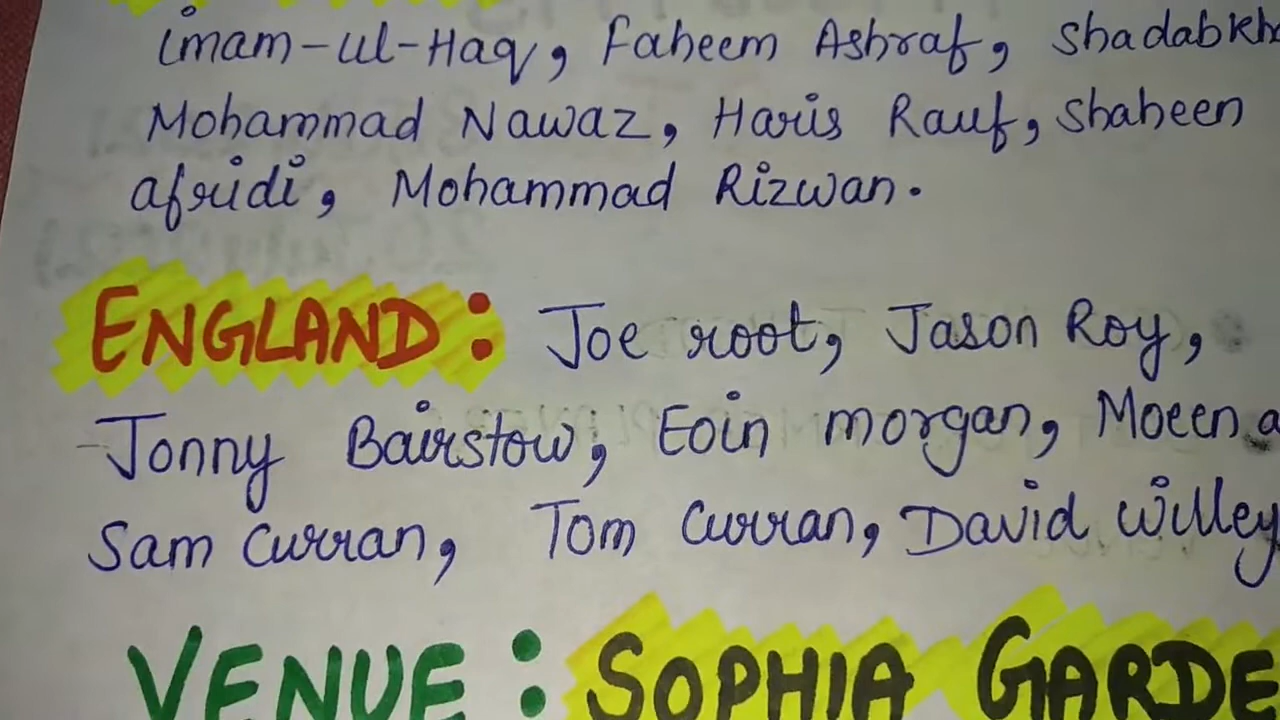 imam-ul-Haq, Faheem Ashraf, Shadab
Mohammad Nawaz, Haris Rauf, Shaheen
afridi, Mohammad Rizwan.
ENGLAND: Joe root, Jason Roy,
Jonny Bairstow, Eoin morgan, Moeen
Sam Curran, Tom Curran, David willey
VENUE: SOPHIA